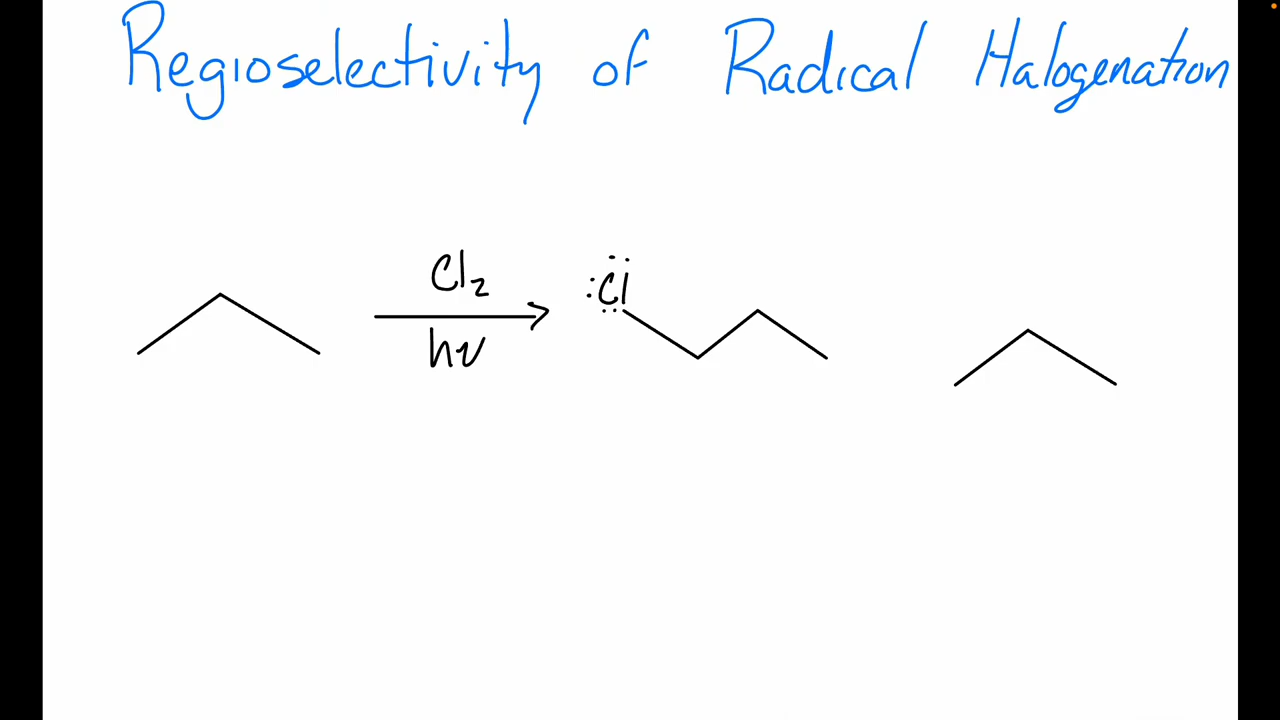 Regioselectivity of Radical Halogenation
Cl₂
hν
:Cl